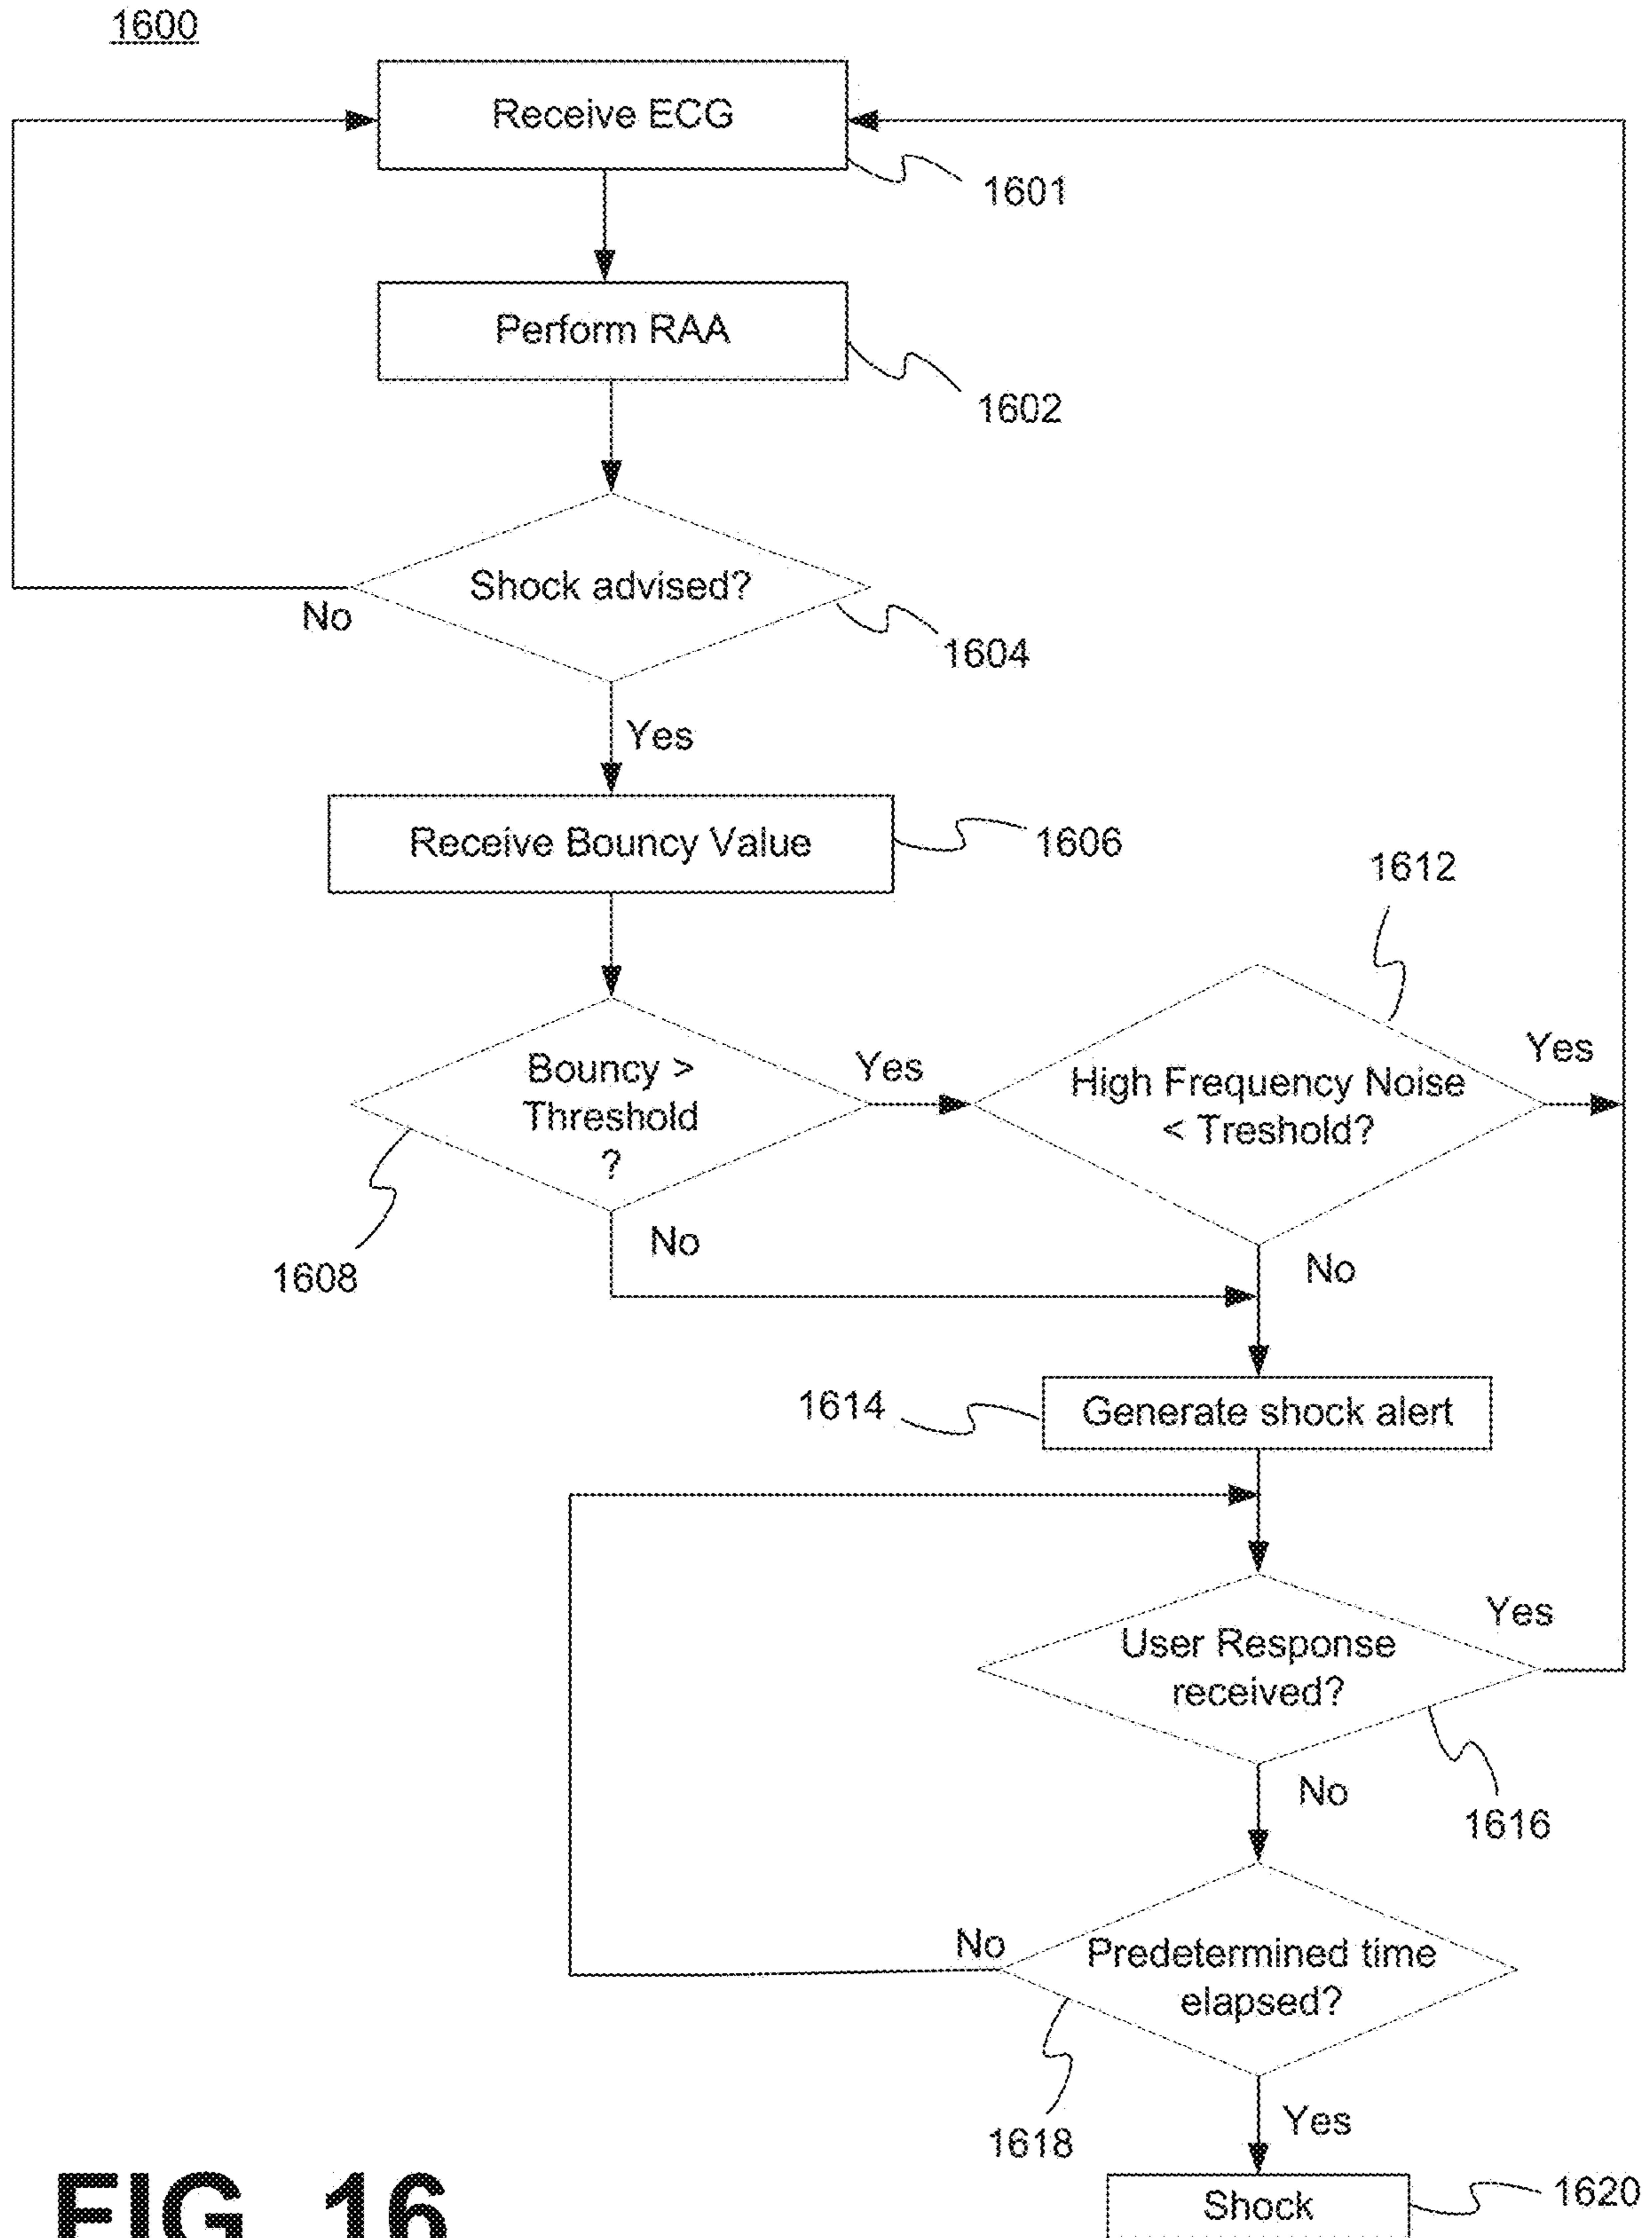 1600
Receive ECG
1601
Perform RAA
1602
Shock advised?
No
1604
Yes
Receive Bouncy Value
1606
1612
Bouncy >
Threshold
?
Yes
High Frequency Noise
< Treshold?
Yes
1608
No
No
1614
Generate shock alert
User Response
received?
Yes
No
1616
No
Predetermined time
elapsed?
1618
Yes
Shock
1620
FIG. 16